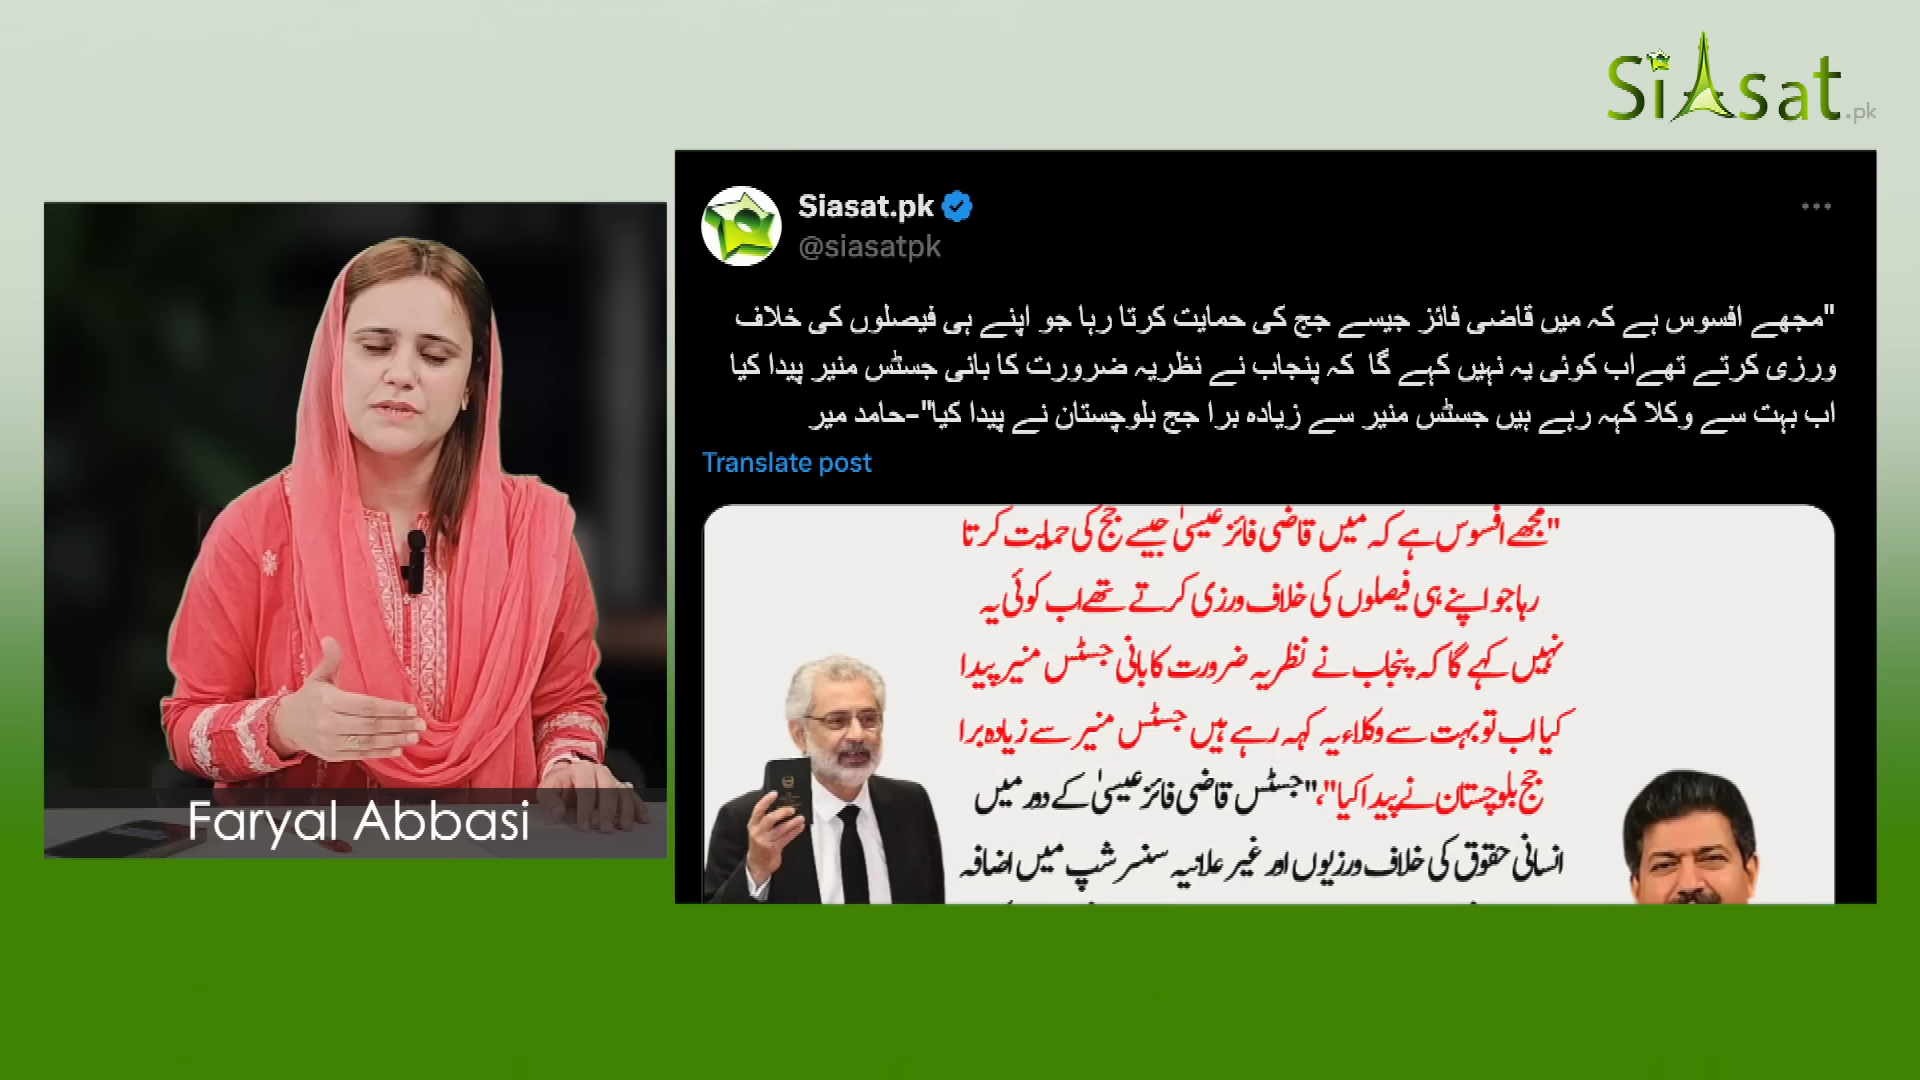 SiAsat.pk
Siasat.pk
@siasatpk
"مجھے افسوس ہے کہ میں قاضی فائز جیسے جج کی حمایت کرتا رہا جو اپنے ہی فیصلوں کی خلاف
ورزی کرتے تھےاب کوئی یہ نہیں کہے گا کہ پنجاب نے نظریہ ضرورت کا بانی جسٹس منیر پیدا کیا
اب بہت سے وکلا کہہ رہے ہیں جسٹس منیر سے زیادہ برا جج بلوچستان نے پیدا کیا"-حامد میر
Translate post
"مجھے افسوس ہے کہ میں قاضی فائز عیسیٰ جیسے جج کی حمایت کرتا
رہا جو اپنے ہی فیصلوں کی خلاف ورزی کرتے تھے اب کوئی یہ
نہیں کہے گا کہ پنجاب نے نظریہ ضرورت کا بانی جسٹس منیر پیدا
کیا اب تو بہت سے وکلاء یہ کہہ رہے ہیں جسٹس منیر سے زیادہ برا
جج بلوچستان نے پیدا کیا"،"جسٹس قاضی فائز عیسیٰ کے دور میں
انسانی حقوق کی خلاف ورزیوں اور غیر علانیہ سنسر شپ میں اضافہ
Faryal Abbasi